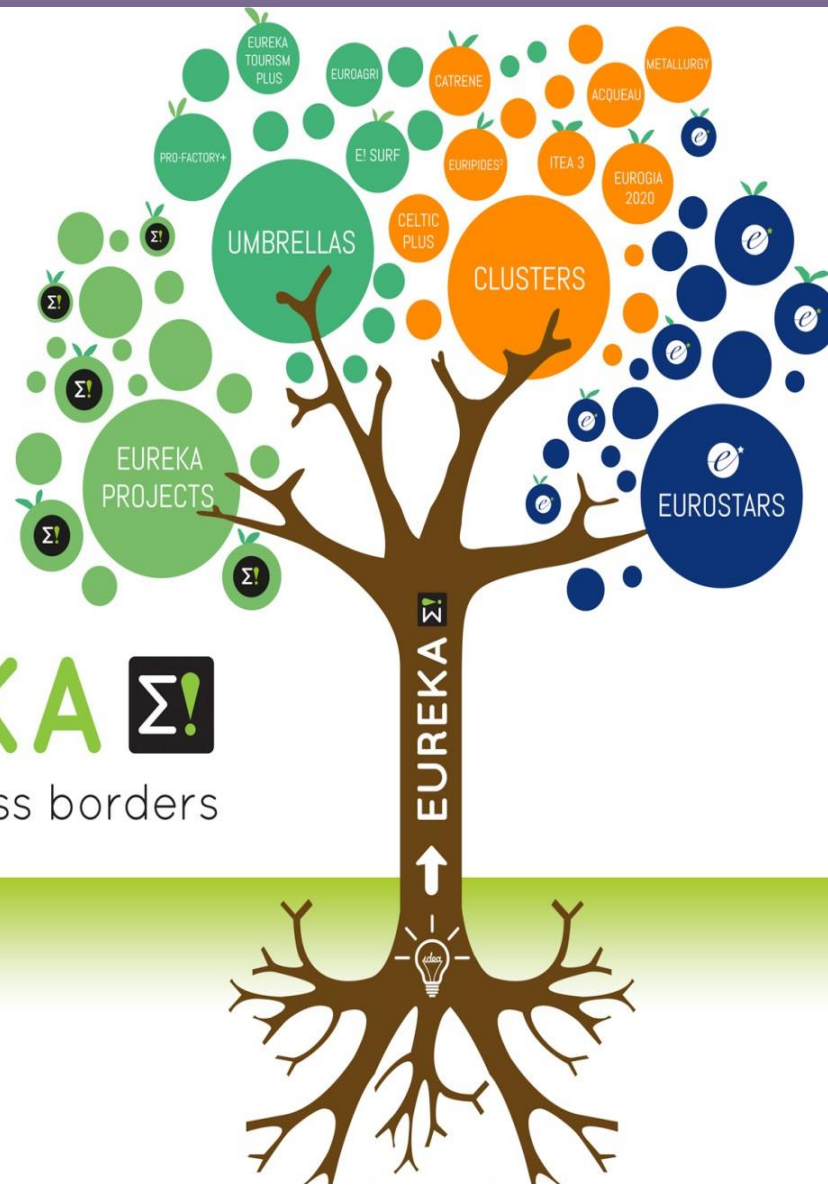 EUREKA
TOURISM
PLUS
EUROAGRI
CATRENE
METALLURGY
ACQUEAU
PRO-FACTORY+
E! SURF
EURIPIDES²
ITEA 3
EUROGIA
2020
CELTIC
PLUS
UMBRELLAS
CLUSTERS
Σ!
Σ!
Σ!
Σ!
Σ!
e
e
e
e
e
e
EUREKA
PROJECTS
e
EUROSTARS
EUREKA Σ!
KA Σ!
ss borders
idea